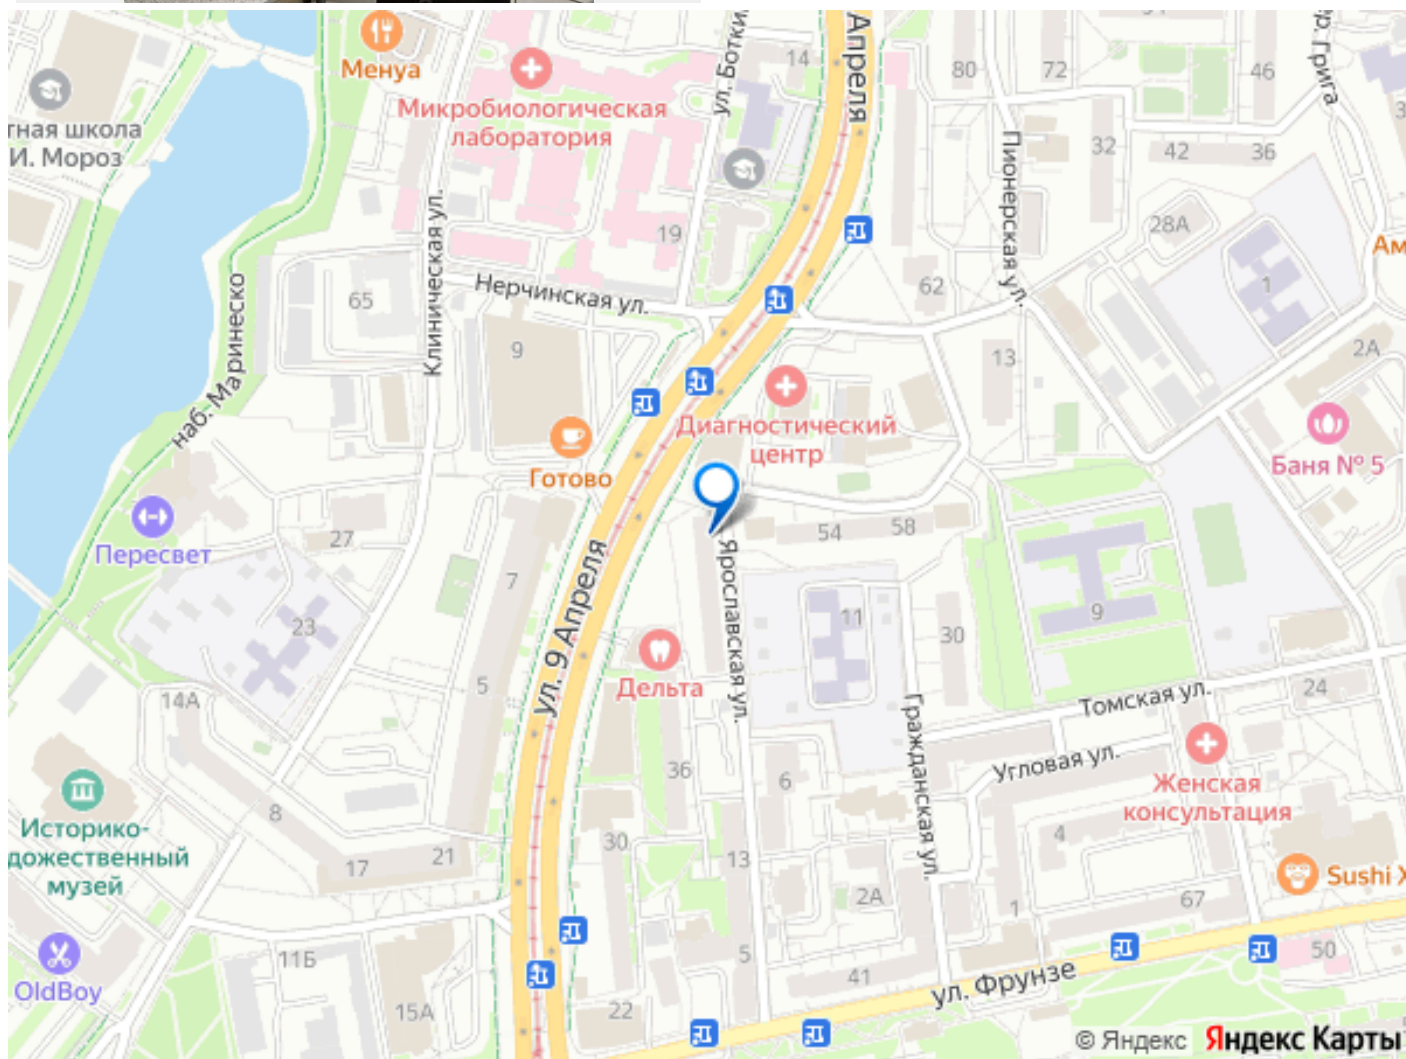 Менуа
Микробиологическая
лаборатория
ул. Ботки
14
Апреля
80
72
46
р. Грига
тная школа
И. Мороз
Пионерская ул.
32
42
36
28А
19
Клиническая ул.
Нерчинская ул.
65
наб. Маринеско
9
62
1
Ам
13
2А
Диагностический
центр
Готово
Баня № 5
Пересвет
27
54
58
7
ул. 9 Апреля
Ярославская ул.
23
11
30
9
5
Дельта
14А
Томская ул.
24
Гражданская ул.
Угловая ул.
36
6
Женская
консультация
8
Историко-
дожественный
музей
30
4
17
21
13
Sushi X
2А
1
67
11Б
5
50
OldBoy
41
ул. Фрунзе
15А
22
© Яндекс Яндекс Карты